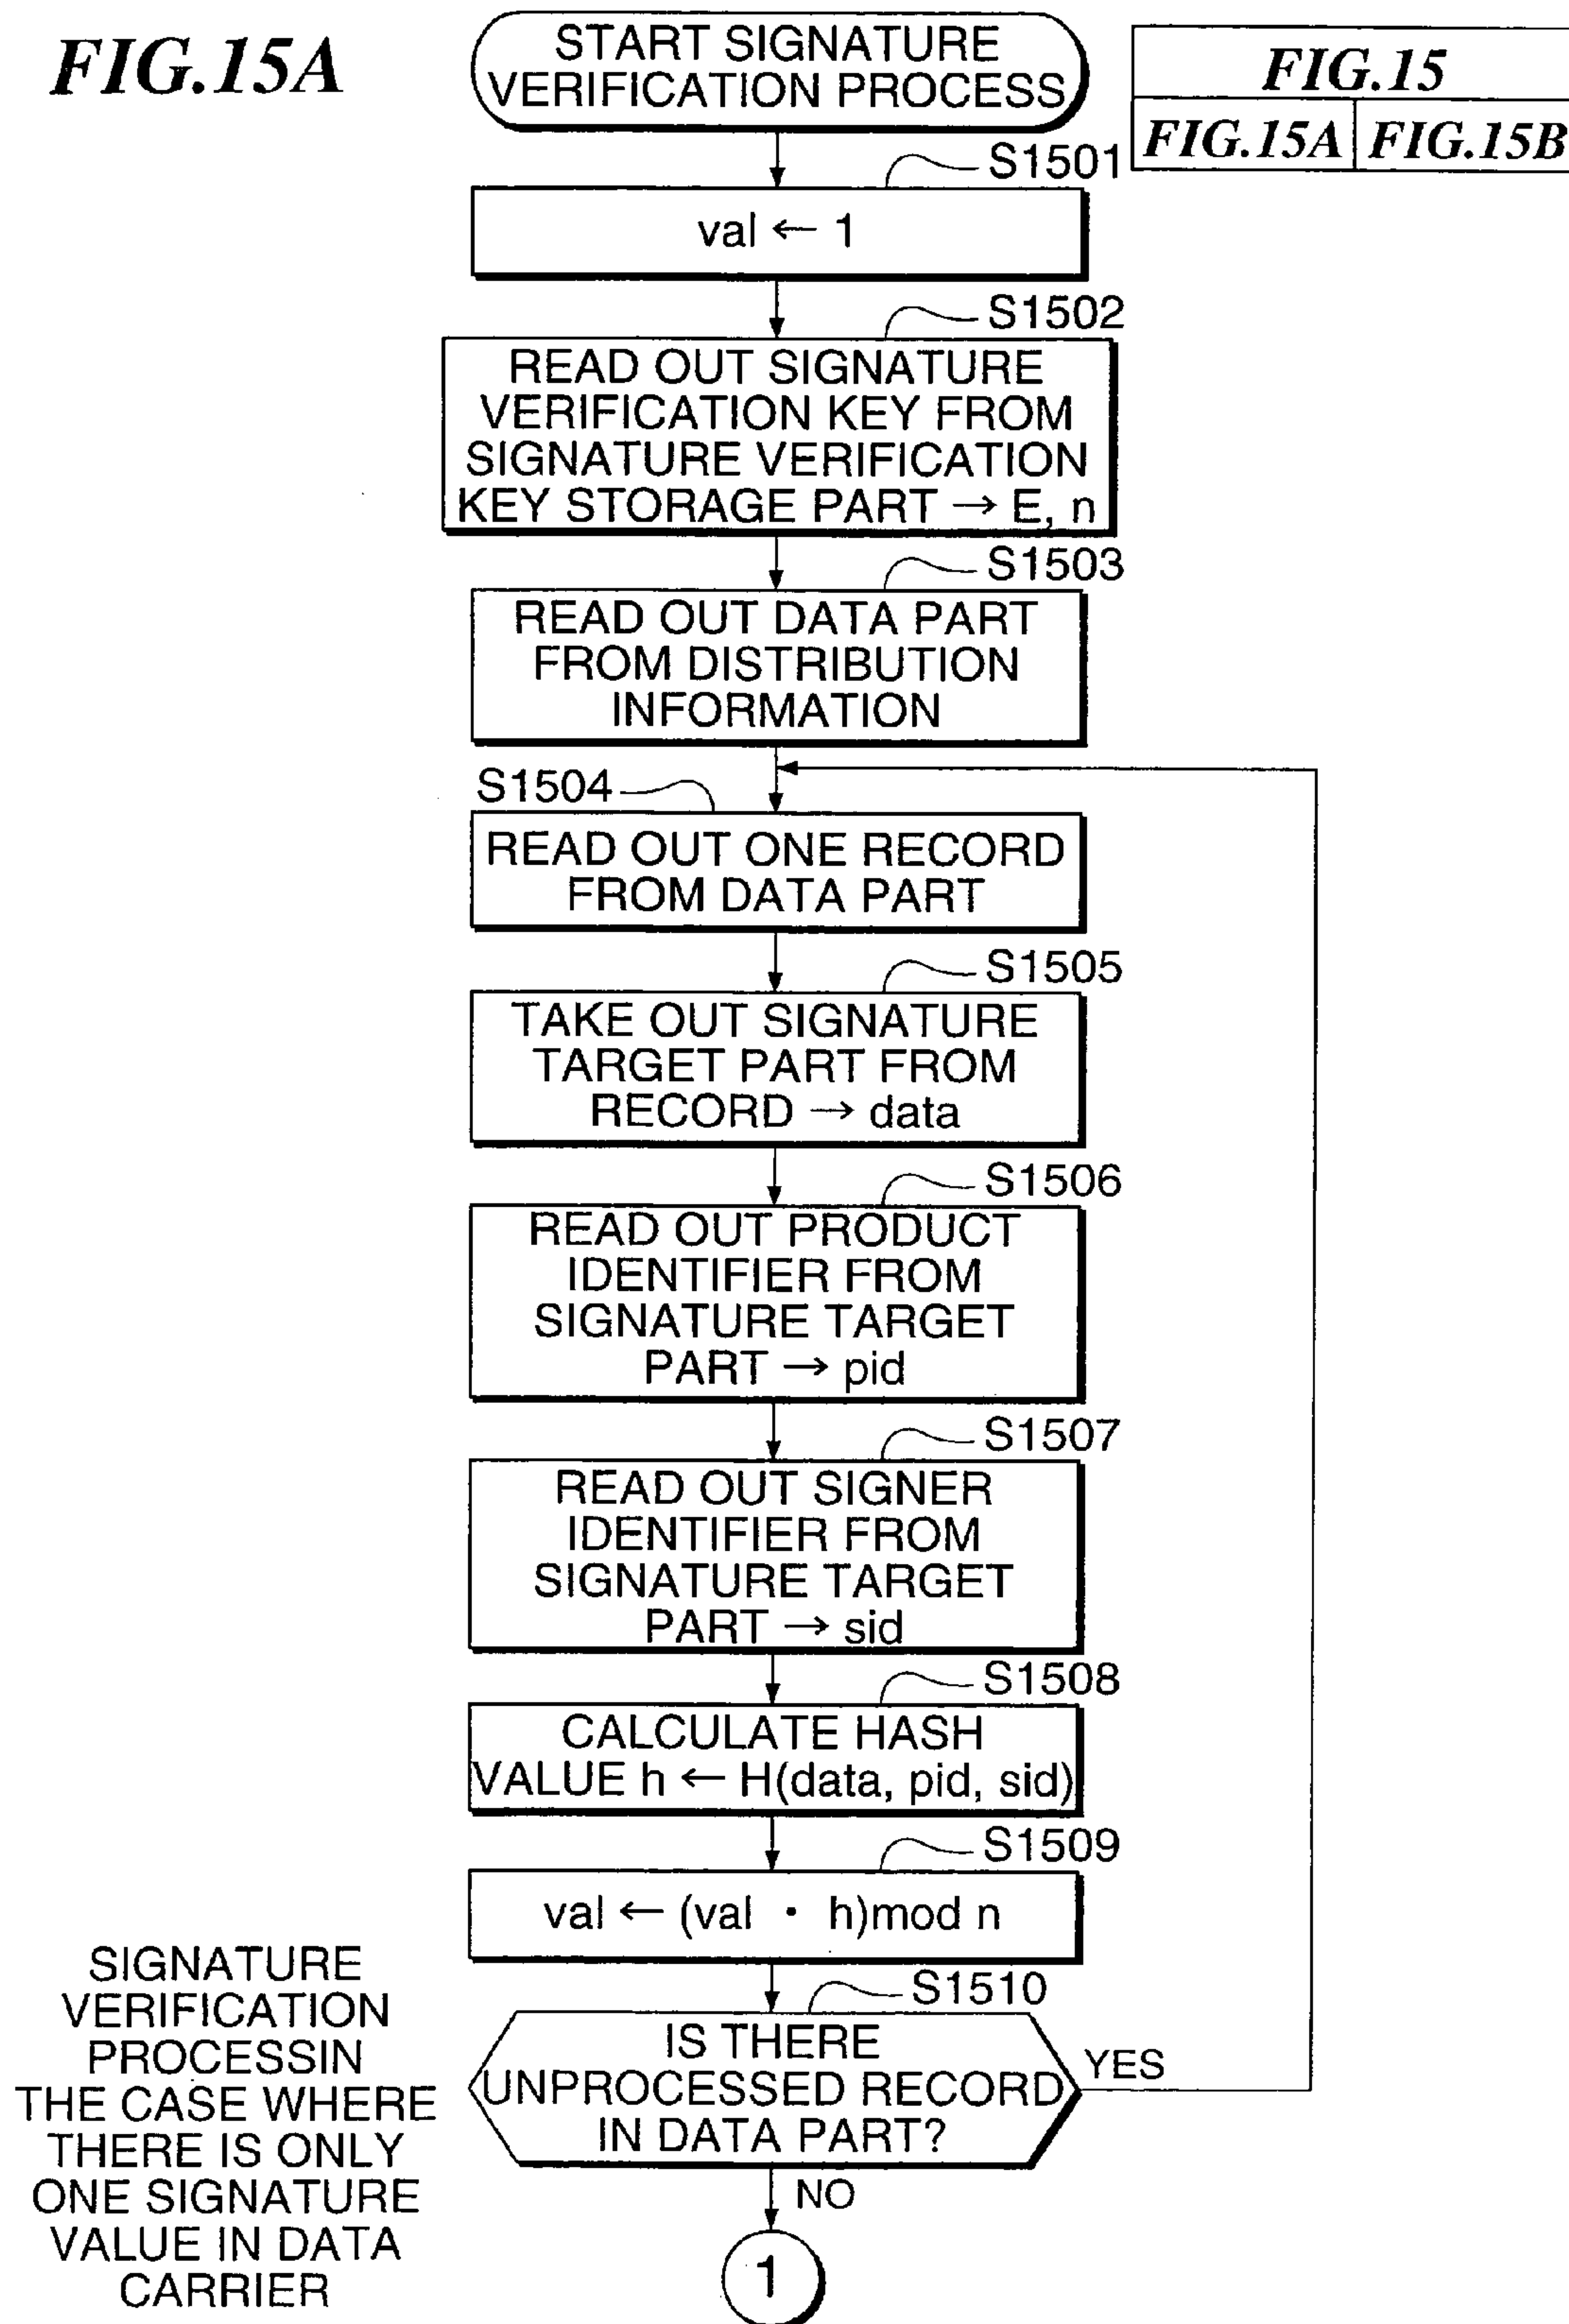 FIG.15A
START SIGNATURE
VERIFICATION PROCESS
FIG.15
FIG.15A FIG.15B
S1501
val ← 1
S1502
READ OUT SIGNATURE
VERIFICATION KEY FROM
SIGNATURE VERIFICATION
KEY STORAGE PART → E, n
S1503
READ OUT DATA PART
FROM DISTRIBUTION
INFORMATION
S1504
READ OUT ONE RECORD
FROM DATA PART
S1505
TAKE OUT SIGNATURE
TARGET PART FROM
RECORD → data
S1506
READ OUT PRODUCT
IDENTIFIER FROM
SIGNATURE TARGET
PART → pid
S1507
READ OUT SIGNER
IDENTIFIER FROM
SIGNATURE TARGET
PART → sid
S1508
CALCULATE HASH
VALUE h ← H(data, pid, sid)
S1509
val ← (val · h)mod n
S1510
IS THERE
UNPROCESSED RECORD
IN DATA PART?
YES
NO
1
SIGNATURE
VERIFICATION
PROCESSIN
THE CASE WHERE
THERE IS ONLY
ONE SIGNATURE
VALUE IN DATA
CARRIER